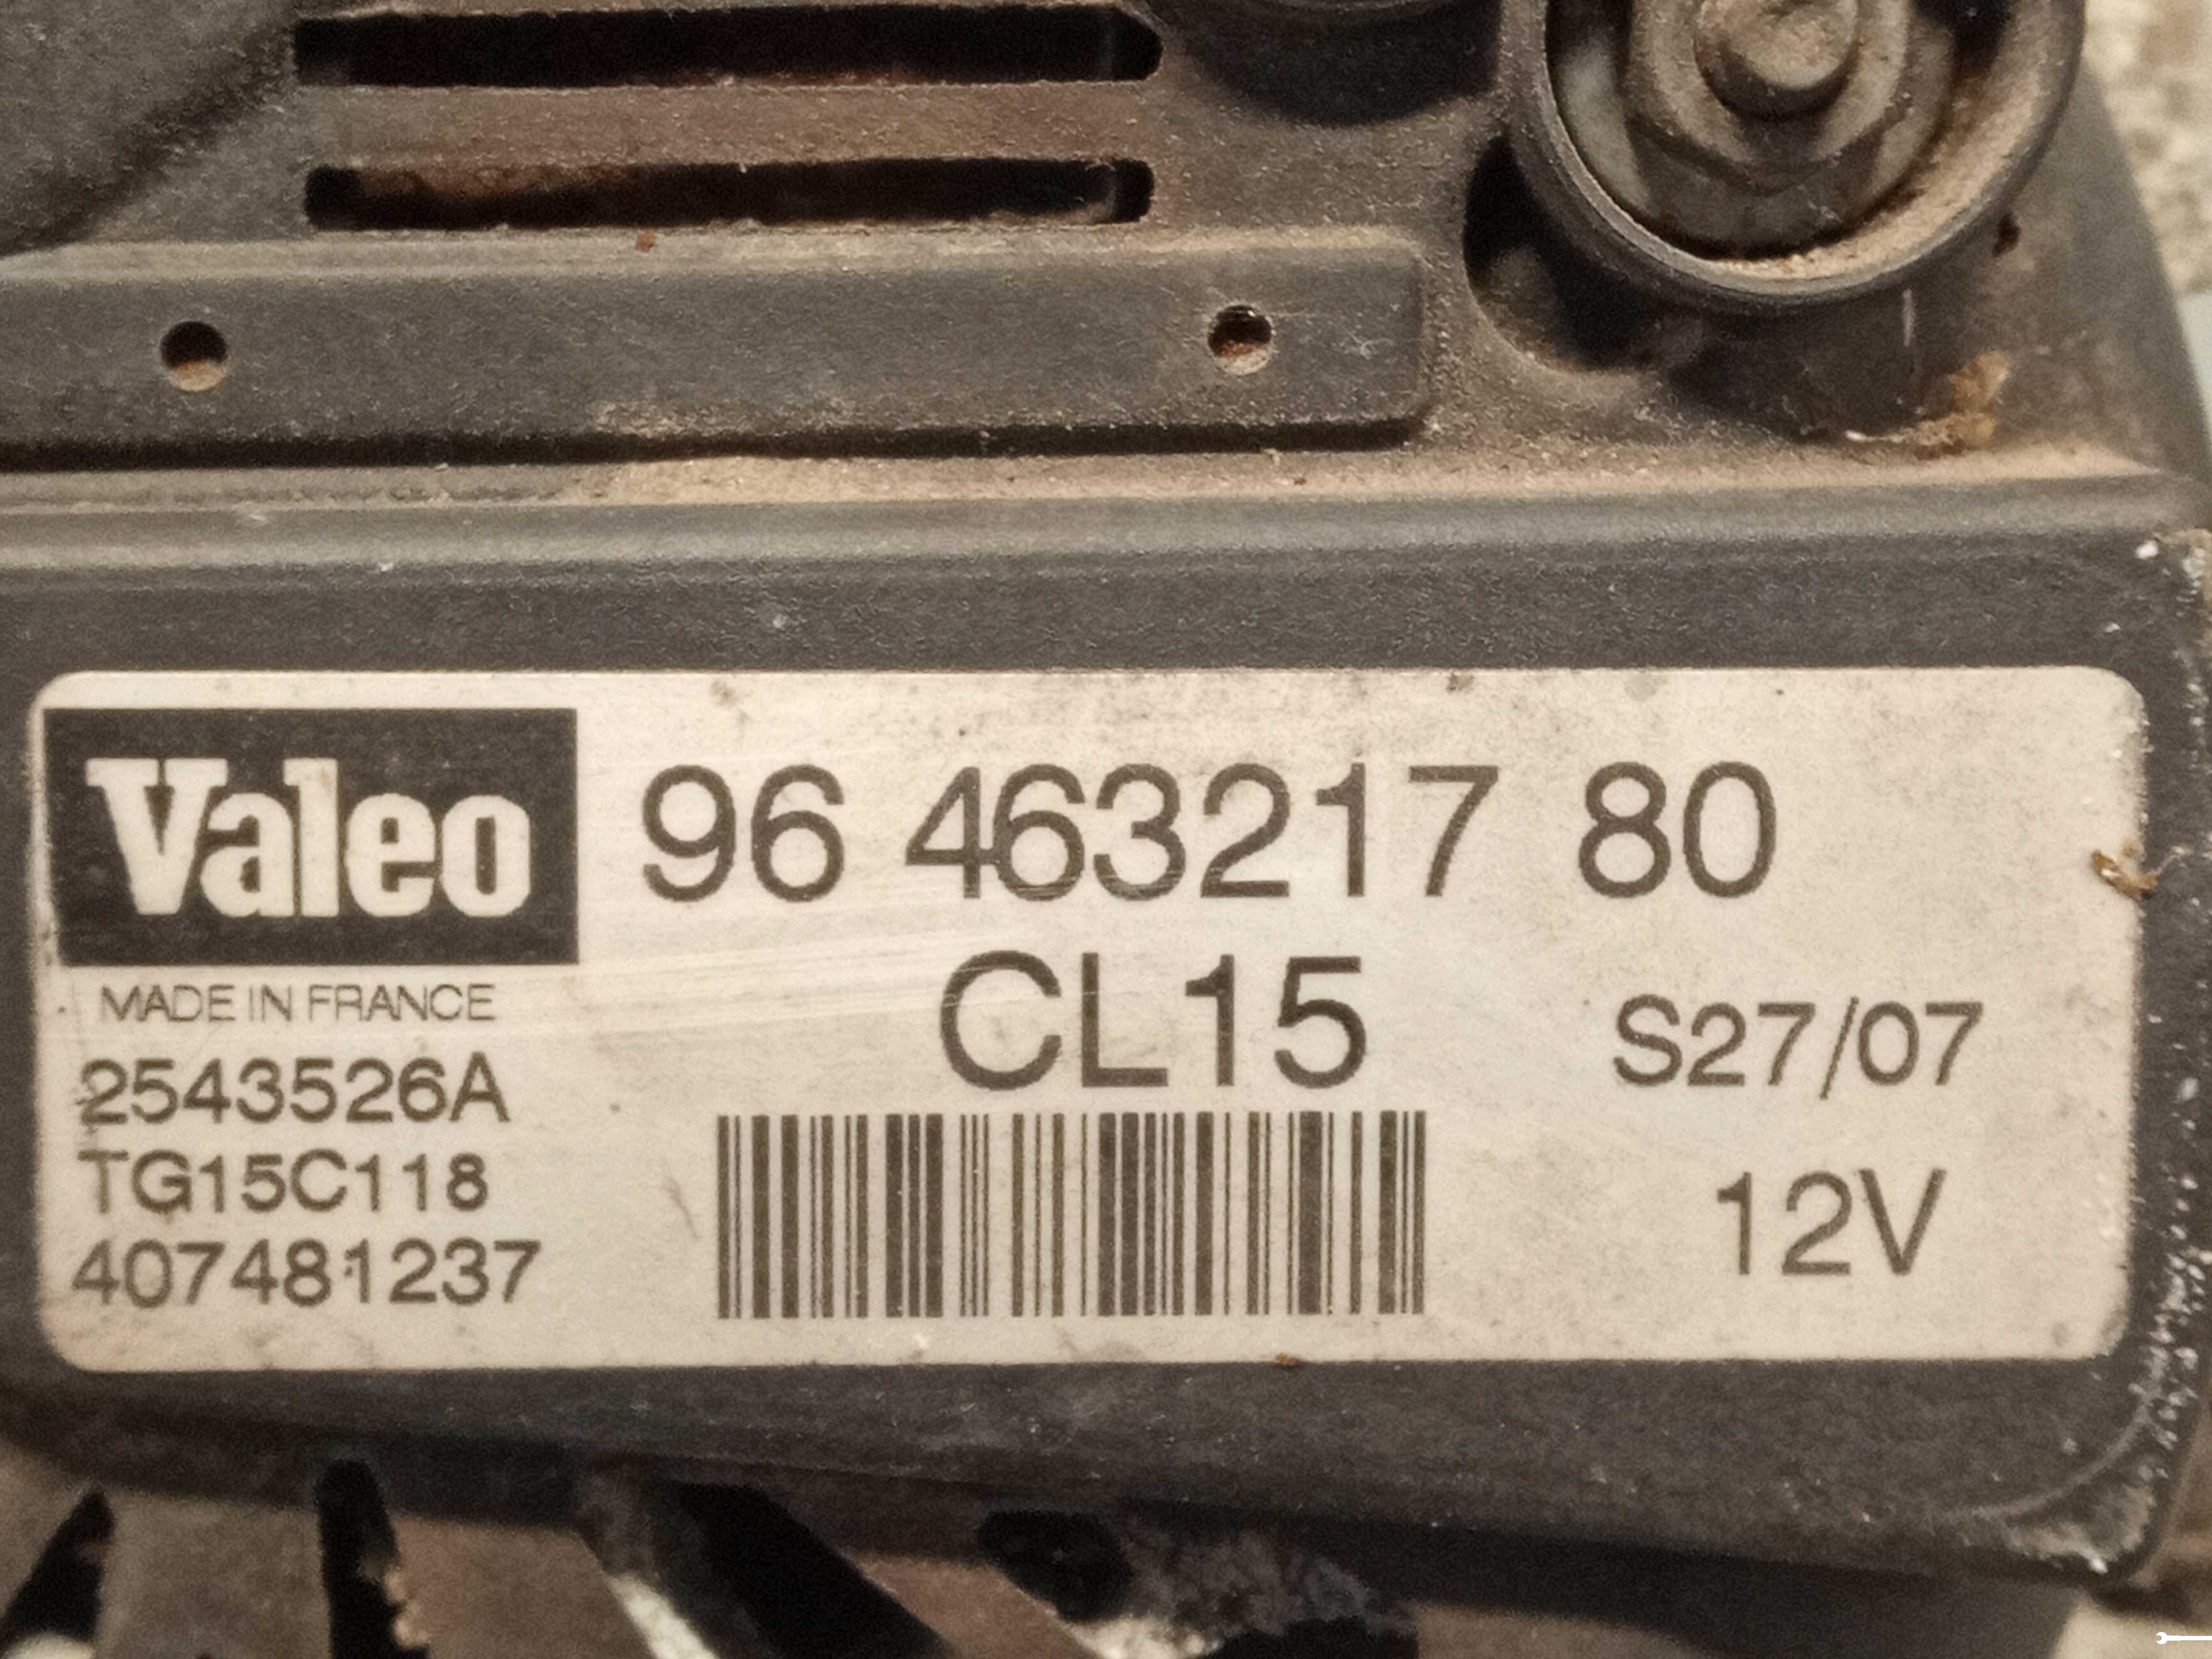 Valeo
96 463217 80
CL15
S27/07
MADE IN FRANCE
2543526A
TG15C118
407481237
12V